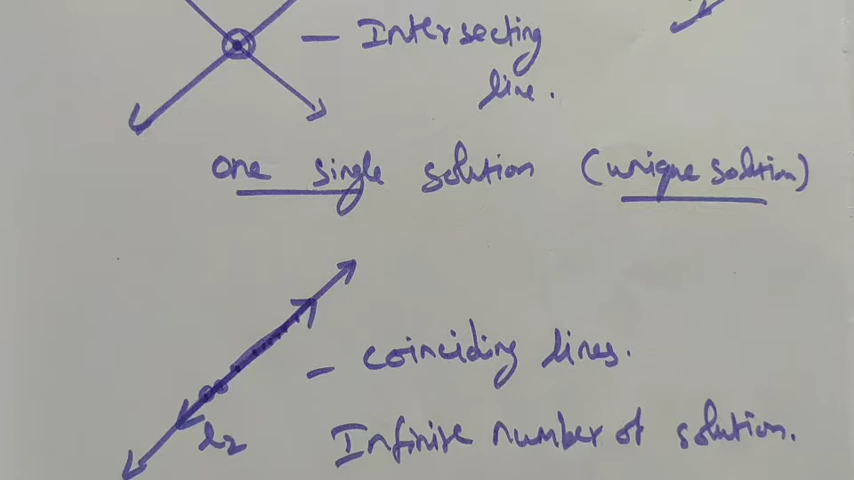 — Intersecting
line.
one single solution (unique solution)
— coinciding lines.
l2
Infinite number of solution.